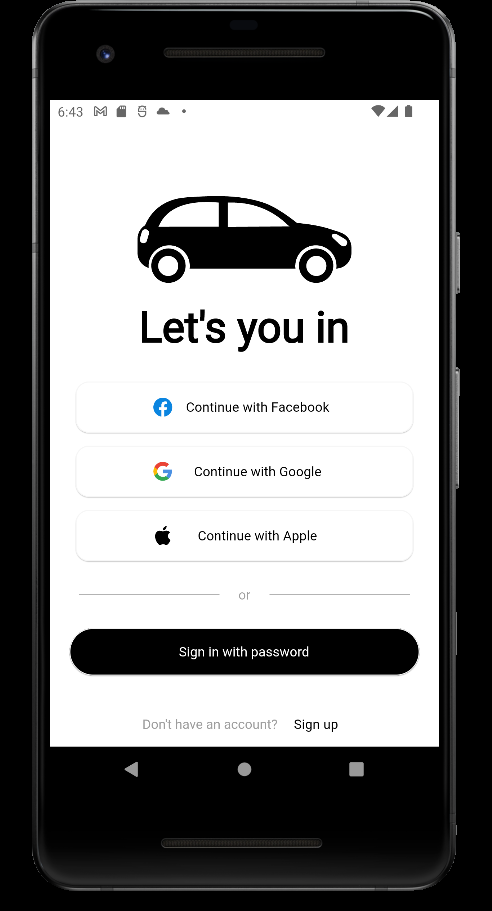 6:43
Let's you in
Continue with Facebook
Continue with Google
Continue with Apple
or
Sign in with password
Don't have an account? Sign up